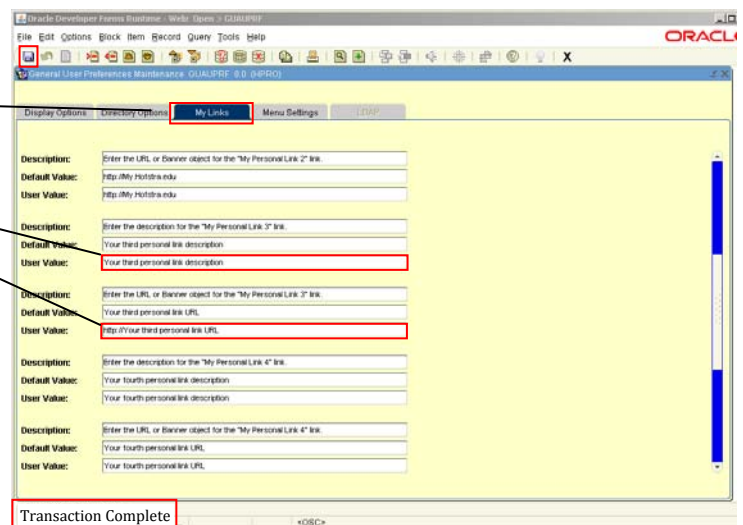 Oracle Developer Forms Runtime - Web: Open > GUAUPRF
File Edit Options Block Item Record Query Tools Help
ORACL
X
General User Preferences Maintenance GUAUPRF 8.0 (HPRO)
Display Options Directory Options My Links Menu Settings LDAP
Description: Enter the URL or Banner object for the "My Personal Link 2" link.
Default Value: http://My.Hofstra.edu
User Value: http://My.Hofstra.edu
Description: Enter the description for the "My Personal Link 3" link.
Default Value: Your third personal link description
User Value: Your third personal link description
Description: Enter the URL or Banner object for the "My Personal Link 3" link.
Default Value: Your third personal link URL
User Value: http://Your third personal link URL
Description: Enter the description for the "My Personal Link 4" link.
Default Value: Your fourth personal link description
User Value: Your fourth personal link description
Description: Enter the URL or Banner object for the "My Personal Link 4" link.
Default Value: Your fourth personal link URL
User Value: Your fourth personal link URL
Transaction Complete
<OSC>